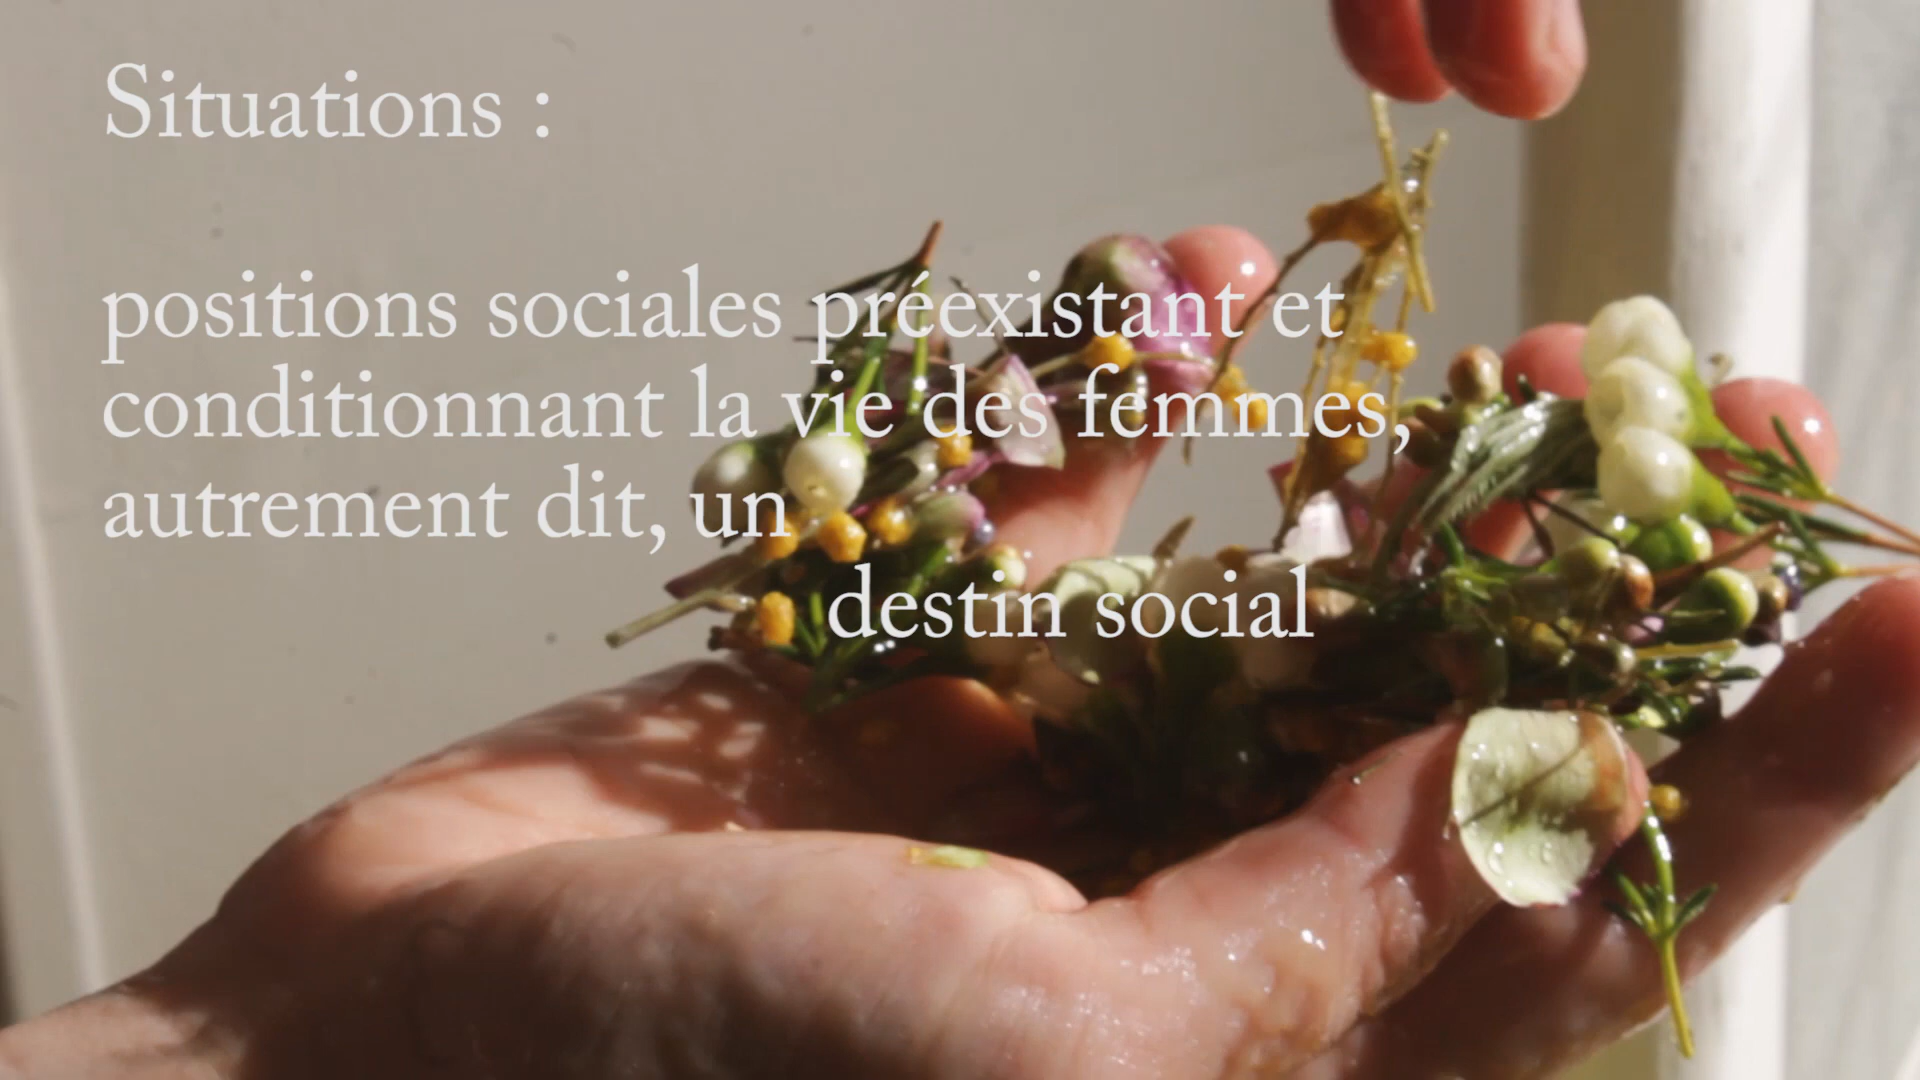 Situations :
positions sociales préexistant et
conditionnant la vie des femmes,
autrement dit, un
destin social